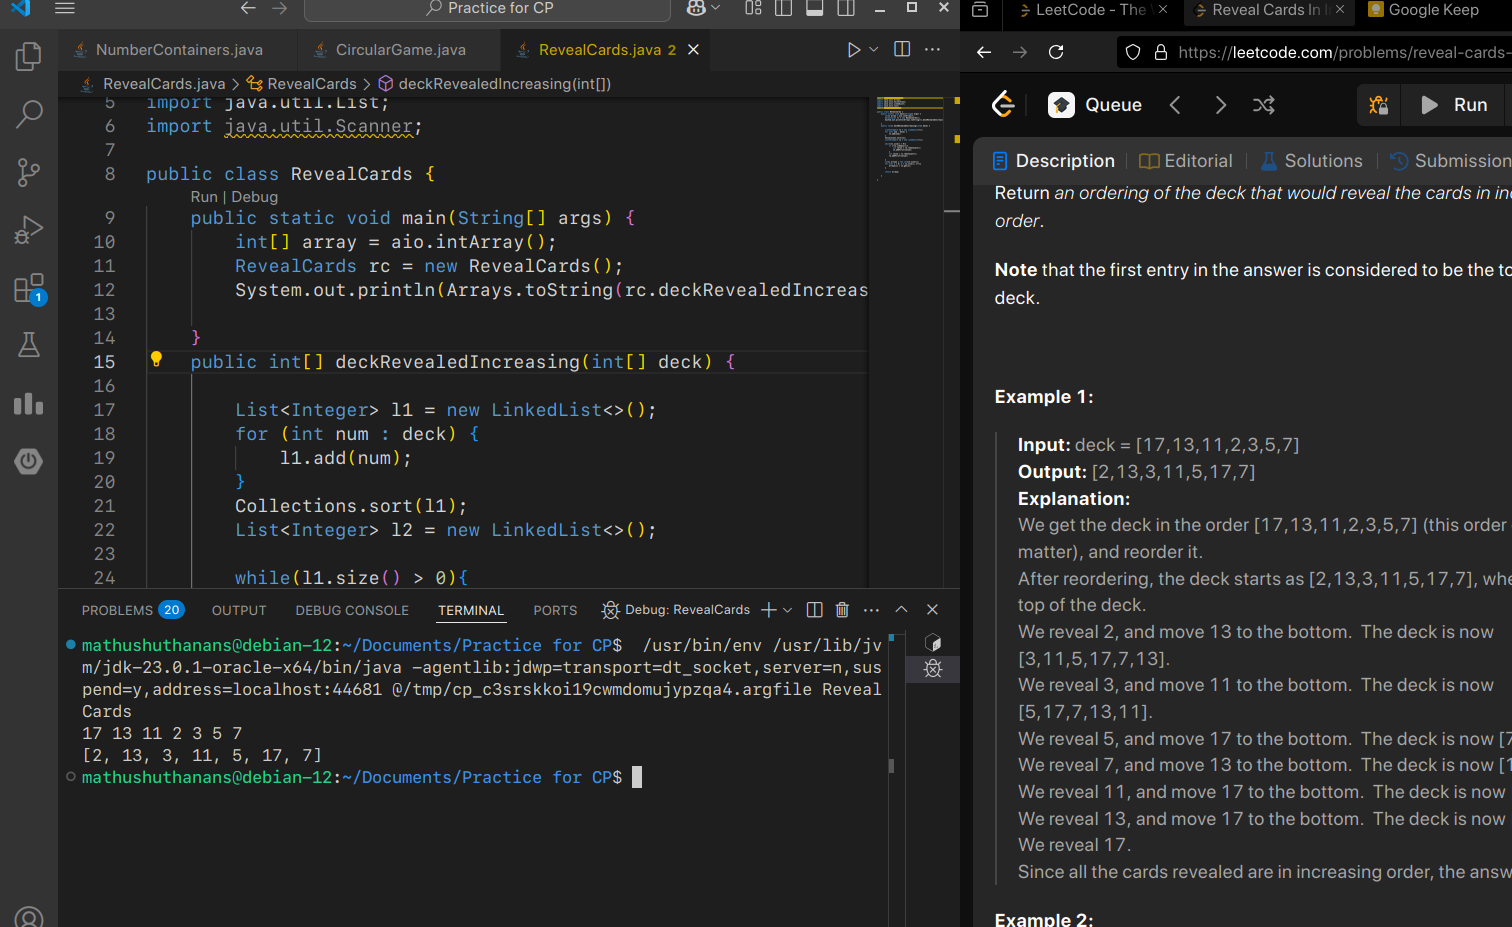 Practice for CP
NumberContainers.java
CircularGame.java
RevealCards.java 2
RevealCards.java > RevealCards > deckRevealedIncreasing(int[])
5 import java.util.List;
6 import java.util.Scanner;
7
8 public class RevealCards {
Run | Debug
9 public static void main(String[] args) {
10 int[] array = aio.intArray();
11 RevealCards rc = new RevealCards();
12 System.out.println(Arrays.toString(rc.deckRevealedIncreas
13
14 }
15 public int[] deckRevealedIncreasing(int[] deck) {
16
17 List<Integer> l1 = new LinkedList<>();
18 for (int num : deck) {
19 l1.add(num);
20 }
21 Collections.sort(l1);
22 List<Integer> l2 = new LinkedList<>();
23
24 while(l1.size() > 0){
1
PROBLEMS 20 OUTPUT DEBUG CONSOLE TERMINAL PORTS Debug: RevealCards
mathushuthanans@debian-12:~/Documents/Practice for CP$ /usr/bin/env /usr/lib/jv
m/jdk-23.0.1-oracle-x64/bin/java -agentlib:jdwp=transport=dt_socket,server=n,sus
pend=y,address=localhost:44681 @/tmp/cp_c3srskkoi19cwmdomujypzqa4.argfile Reveal
Cards
17 13 11 2 3 5 7
[2, 13, 3, 11, 5, 17, 7]
mathushuthanans@debian-12:~/Documents/Practice for CP$
LeetCode - The
Reveal Cards In I
Google Keep
https://leetcode.com/problems/reveal-cards-
Queue
Run
Description | Editorial | Solutions | Submission
Return an ordering of the deck that would reveal the cards in inc
order.
Note that the first entry in the answer is considered to be the to
deck.
Example 1:
Input: deck = [17,13,11,2,3,5,7]
Output: [2,13,3,11,5,17,7]
Explanation:
We get the deck in the order [17,13,11,2,3,5,7] (this order
matter), and reorder it.
After reordering, the deck starts as [2,13,3,11,5,17,7], whe
top of the deck.
We reveal 2, and move 13 to the bottom. The deck is now
[3,11,5,17,7,13].
We reveal 3, and move 11 to the bottom. The deck is now
[5,17,7,13,11].
We reveal 5, and move 17 to the bottom. The deck is now [7
We reveal 7, and move 13 to the bottom. The deck is now [1
We reveal 11, and move 17 to the bottom. The deck is now
We reveal 13, and move 17 to the bottom. The deck is now
We reveal 17.
Since all the cards revealed are in increasing order, the answ
Example 2: